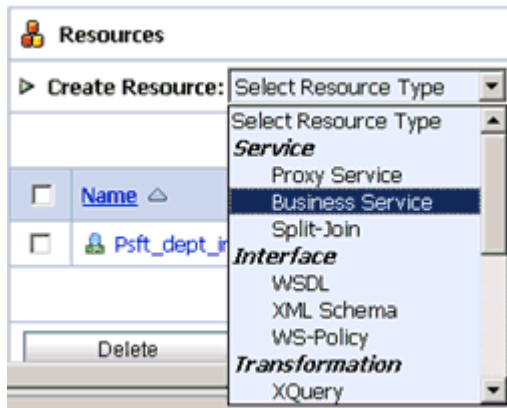 Resources
Create Resource: Select Resource Type
Select Resource Type
Service
Proxy Service
Business Service
Split-Join
Interface
WSDL
XML Schema
WS-Policy
Transformation
XQuery
Name
Psft_dept_i
Delete